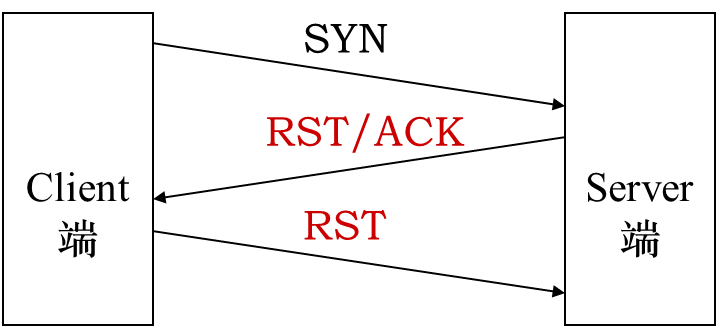 SYN
RST/ACK
Client
端
Server
端
RST